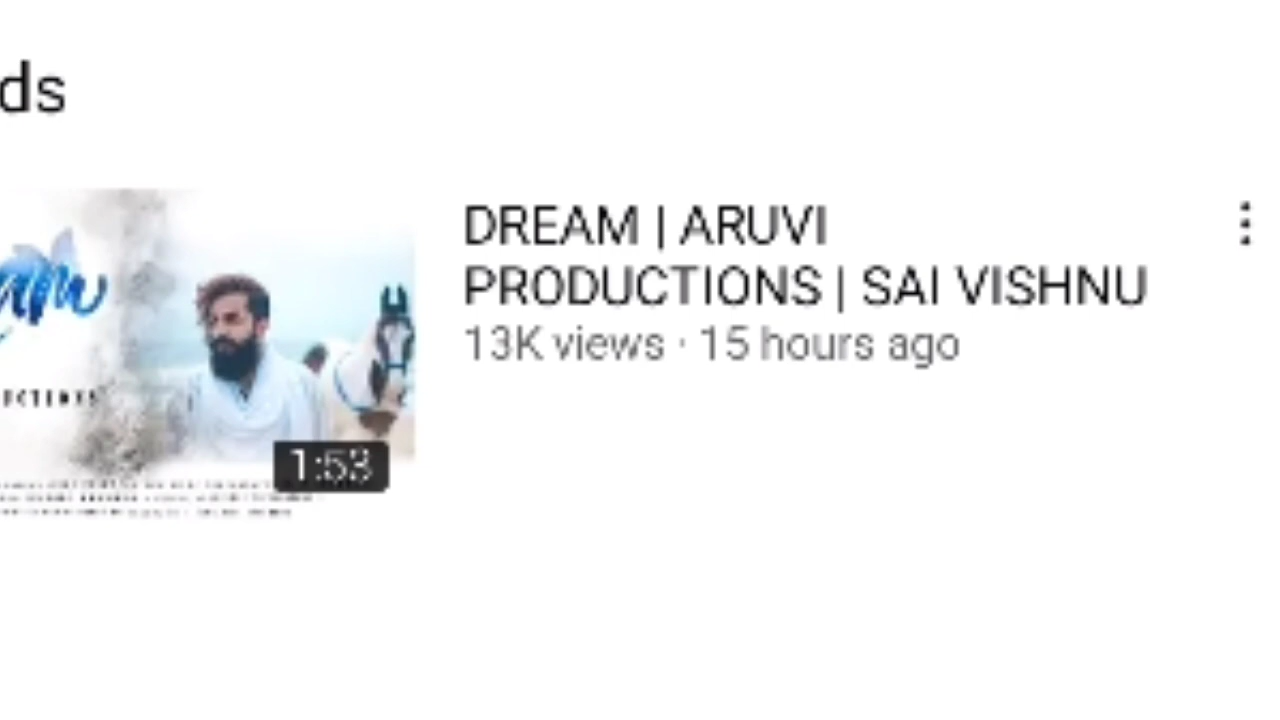 ds
DREAM | ARUVI
PRODUCTIONS | SAI VISHNU
13K views · 15 hours ago
1:53